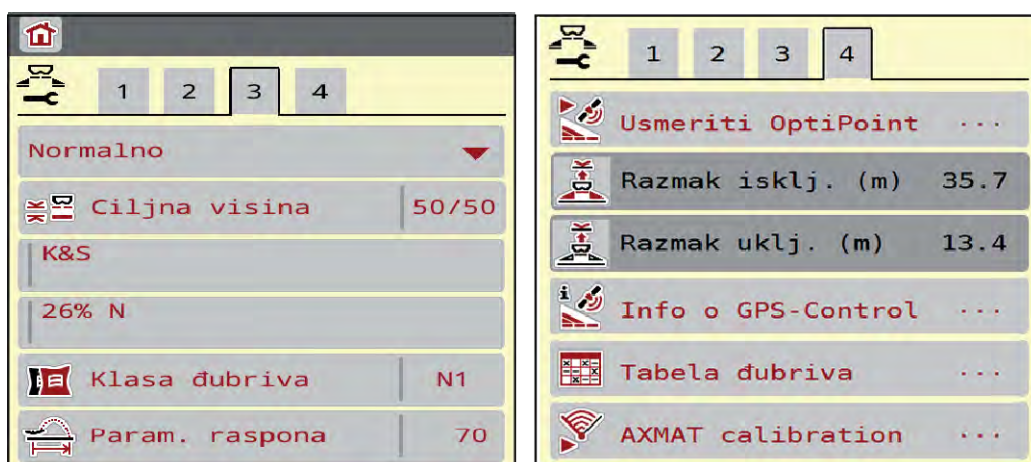 1 2 3 4
Normalno
Ciljna visina 50/50
K&S
26% N
Klasa đubriva N1
Param. raspona 70
1 2 3 4
Usmeriti OptiPoint ...
Razmak isklj. (m) 35.7
Razmak uklj. (m) 13.4
i
Info o GPS-Control ...
Tabela đubriva ...
AXMAT calibration ...